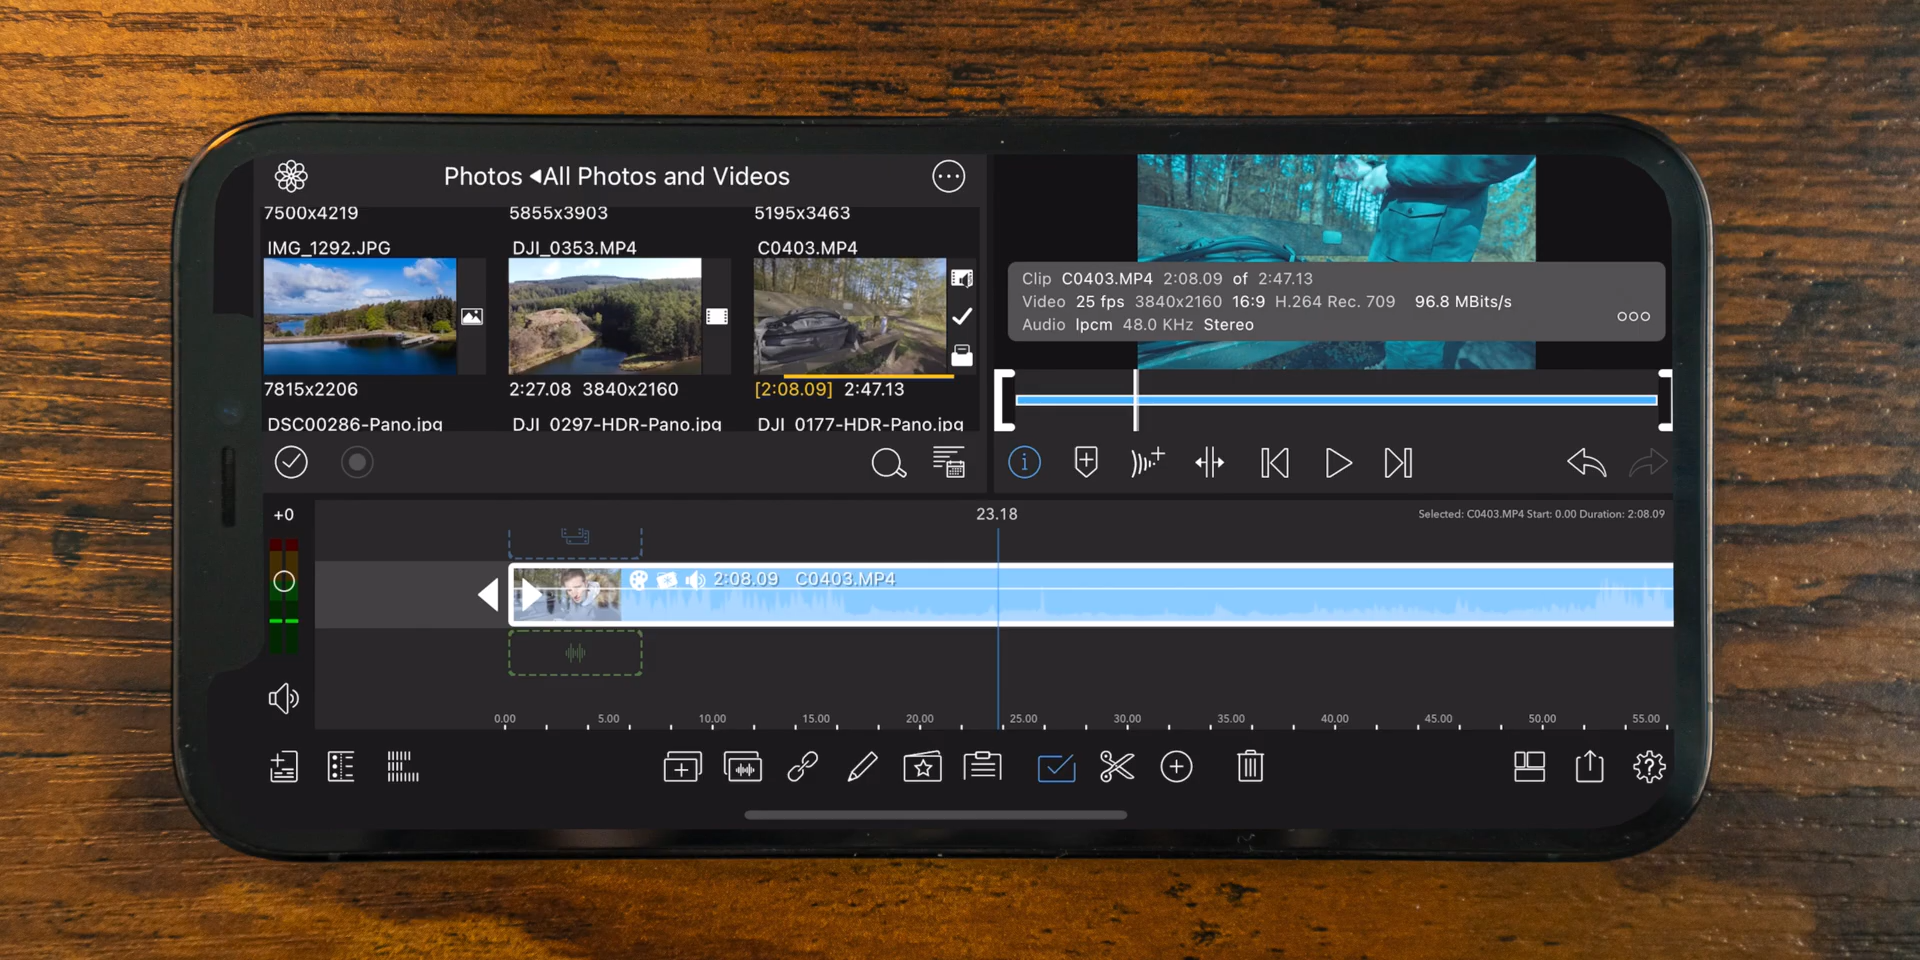 Photos ◀All Photos and Videos
7500x4219
5855x3903
5195x3463
IMG_1292.JPG
DJI_0353.MP4
C0403.MP4
7815x2206
2:27.08 3840x2160
[2:08.09] 2:47.13
DSC00286-Pano.jpg
DJI_0297-HDR-Pano.jpg
DJI_0177-HDR-Pano.jpg
Clip C0403.MP4 2:08.09 of 2:47.13
Video 25 fps 3840x2160 16:9 H.264 Rec. 709 96.8 MBits/s
Audio lpcm 48.0 KHz Stereo
+0
23.18
Selected: C0403.MP4 Start: 0.00 Duration: 2:08.09
2:08.09 C0403.MP4
0.00 5.00 10.00 15.00 20.00 25.00 30.00 35.00 40.00 45.00 50.00 55.00